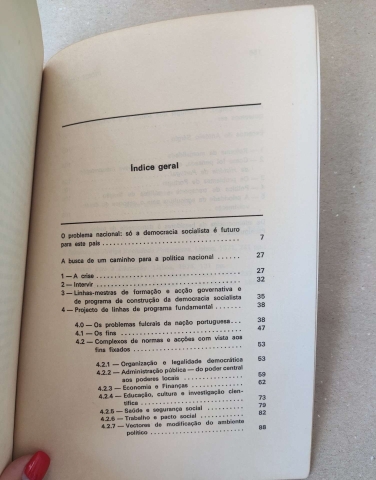 Índice geral
O problema nacional: só a democracia socialista é futuro
para este país . . . . . . . . . . . . . . . . . . . . . . . . . . 7
A busca de um caminho para a política nacional . . . . . . 27
1 — A crise . . . . . . . . . . . . . . . . . . . . . . . . . . 27
2 — Intervir . . . . . . . . . . . . . . . . . . . . . . . . . . 32
3 — Linhas-mestras de formação e acção governativa e
de programa de construção da democracia socialista 35
4 — Projecto de linhas de programa fundamental . . . . 38
4.0 — Os problemas fulcrais da nação portuguesa... 38
4.1 — Os fins . . . . . . . . . . . . . . . . . . . . . . 47
4.2 — Complexos de normas e acções com vista aos
fins fixados . . . . . . . . . . . . . . . . . . . . 53
4.2.1 — Organização e legalidade democrática 53
4.2.2 — Administração pública — do poder central
aos poderes locais . . . . . . . . . . . . 59
4.2.3 — Economia e Finanças . . . . . . . . . . 62
4.2.4 — Educação, cultura e investigação cien-
tífica . . . . . . . . . . . . . . . . . . . . 73
4.2.5 — Saúde e segurança social . . . . . . . 79
4.2.6 — Trabalho e pacto social . . . . . . . . 82
4.2.7 — Vectores de modificação do ambiente
político . . . . . . . . . . . . . . . . . . . 88